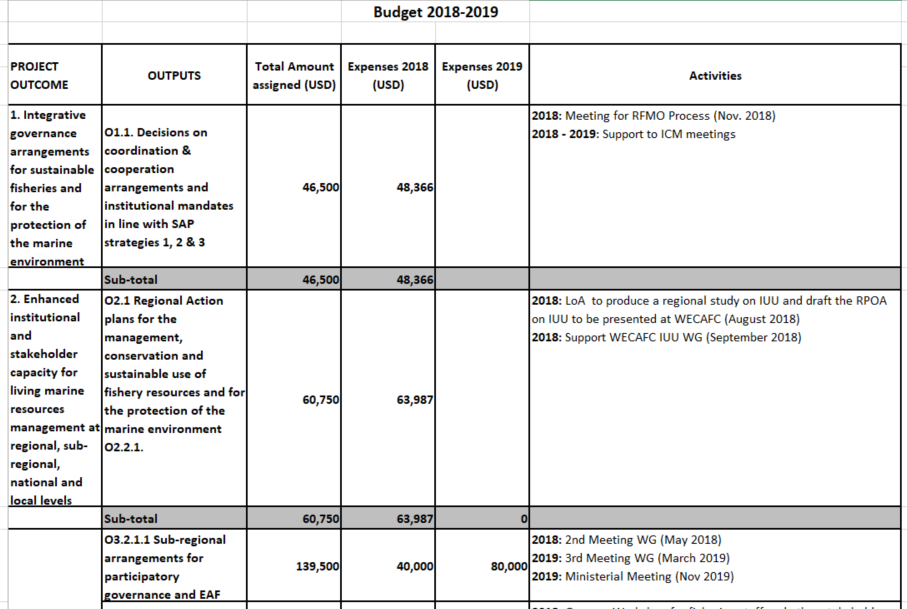 Budget 2018-2019
PROJECT OUTCOME
OUTPUTS
Total Amount assigned (USD)
Expenses 2018 (USD)
Expenses 2019 (USD)
Activities
1. Integrative
governance
arrangements
for sustainable
fisheries and
for the
protection of
the marine
environment
O1.1. Decisions on
coordination &
cooperation
arrangements and
institutional mandates
in line with SAP
strategies 1, 2 & 3
46,500
48,366
2018: Meeting for RFMO Process (Nov. 2018)
2018 - 2019: Support to ICM meetings
Sub-total 46,500 48,366
2. Enhanced
institutional
and
stakeholder
capacity for
living marine
resources
management at
regional, sub-
regional,
national and
local levels
O2.1 Regional Action
plans for the
management,
conservation and
sustainable use of
fishery resources and for
the protection of the
marine environment
O2.2.1.
60,750
63,987
2018: LoA to produce a regional study on IUU and draft the RPOA
on IUU to be presented at WECAFC (August 2018)
2018: Support WECAFC IUU WG (September 2018)
Sub-total 60,750 63,987 0
O3.2.1.1 Sub-regional
arrangements for
participatory
governance and EAF
139,500
40,000
80,000
2018: 2nd Meeting WG (May 2018)
2019: 3rd Meeting WG (March 2019)
2019: Ministerial Meeting (Nov 2019)